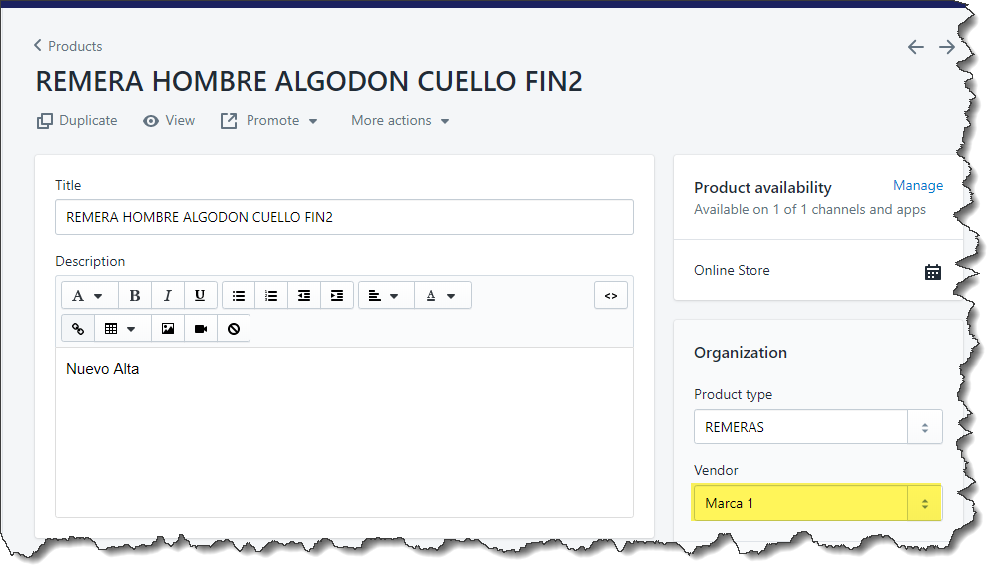 Products
REMERA HOMBRE ALGODON CUELLO FIN2
Duplicate View Promote More actions
Title
REMERA HOMBRE ALGODON CUELLO FIN2
Description
A B I U A <>
Nuevo Alta
Product availability Manage
Available on 1 of 1 channels and apps
Online Store
Organization
Product type
REMERAS
Vendor
Marca 1